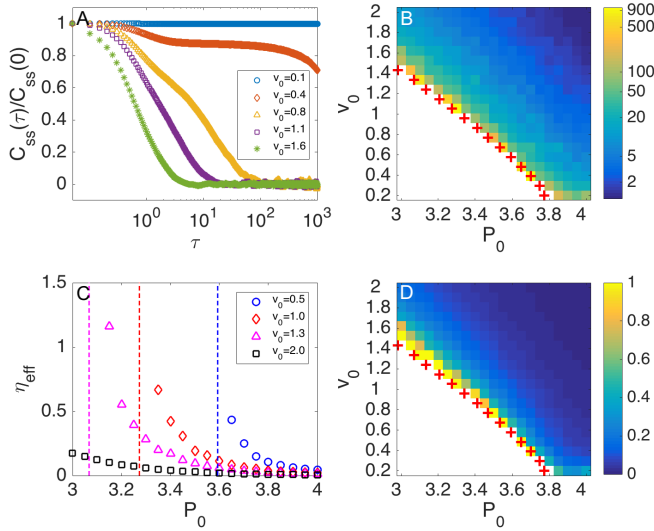 A
C_ss(τ)/C_ss(0)
1
0.8
0.6
0.4
0.2
0
v_0=0.1
v_0=0.4
v_0=0.8
v_0=1.1
v_0=1.6
10^0 10^1 10^2 10^3
τ
B
v_0
2
1.8
1.6
1.4
1.2
1
0.8
0.6
0.4
0.2
3 3.2 3.4 3.6 3.8 4
P_0
900
500
100
50
20
5
2
C
η_eff
1.5
1
0.5
0
v_0=0.5
v_0=1.0
v_0=1.3
v_0=2.0
3 3.2 3.4 3.6 3.8 4
P_0
D
v_0
2
1.8
1.6
1.4
1.2
1
0.8
0.6
0.4
0.2
3 3.2 3.4 3.6 3.8 4
P_0
1
0.8
0.6
0.4
0.2
0